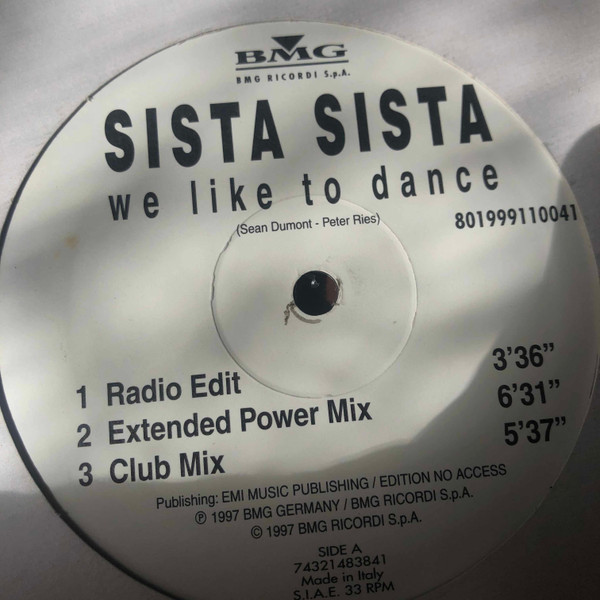 BMG
BMG RICORDI S.p.A.
SISTA SISTA
we like to dance
(Sean Dumont - Peter Ries)
801999110041
1 Radio Edit 3'36"
2 Extended Power Mix 6'31"
3 Club Mix 5'37"
Publishing: EMI MUSIC PUBLISHING / EDITION NO ACCESS
℗ 1997 BMG GERMANY / BMG RICORDI S.p.A.
© 1997 BMG RICORDI S.p.A.
SIDE A
74321483841
Made in Italy
S.I.A.E. 33 RPM